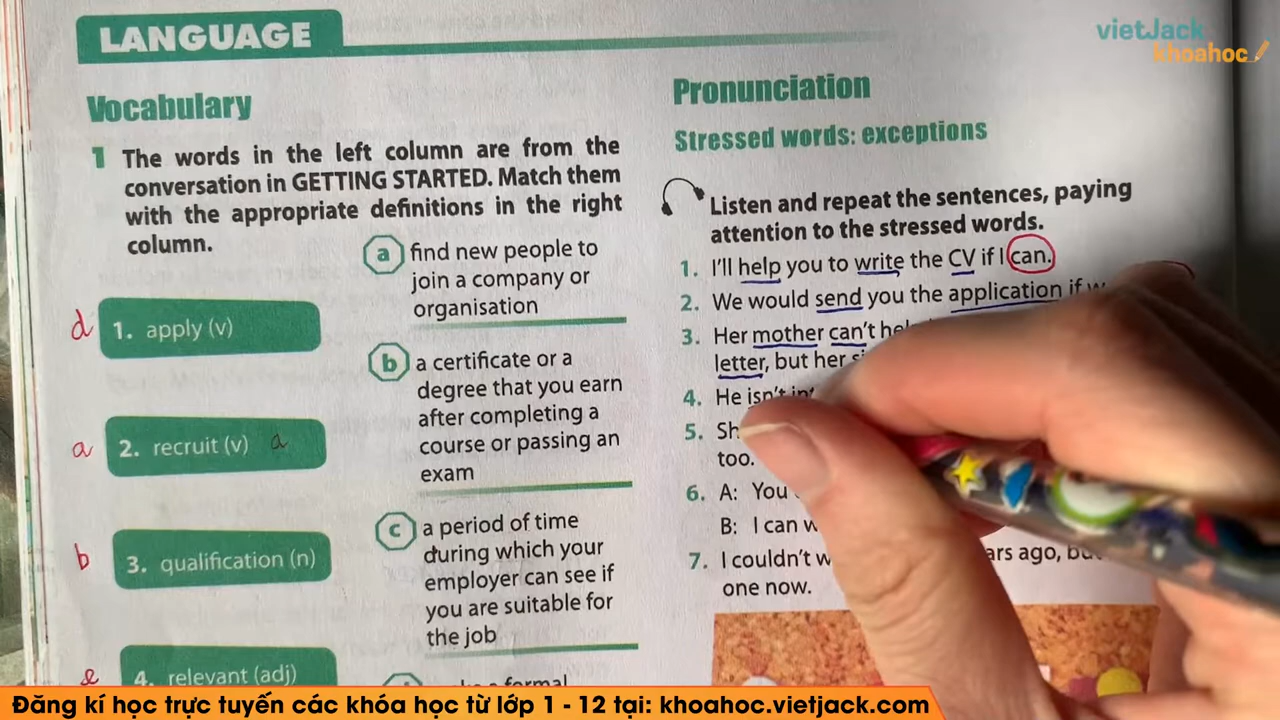 LANGUAGE
vietJack
khoahoc
Vocabulary
1 The words in the left column are from the
conversation in GETTING STARTED. Match them
with the appropriate definitions in the right
column.
d 1. apply (v)
a 2. recruit (v) a
b 3. qualification (n)
e 4. relevant (adj)
a find new people to
join a company or
organisation
b a certificate or a
degree that you earn
after completing a
course or passing an
exam
c a period of time
during which your
employer can see if
you are suitable for
the job
formal
Pronunciation
Stressed words: exceptions
Listen and repeat the sentences, paying
attention to the stressed words.
1. I'll help you to write the CV if I can.
2. We would send you the application if
3. Her mother can't
letter, but her
4. He isn't
5.
too.
6. A: You
B: I can
7. I couldn't ago,
one now.
Đăng kí học trực tuyến các khóa học từ lớp 1 - 12 tại: khoahoc.vietjack.com